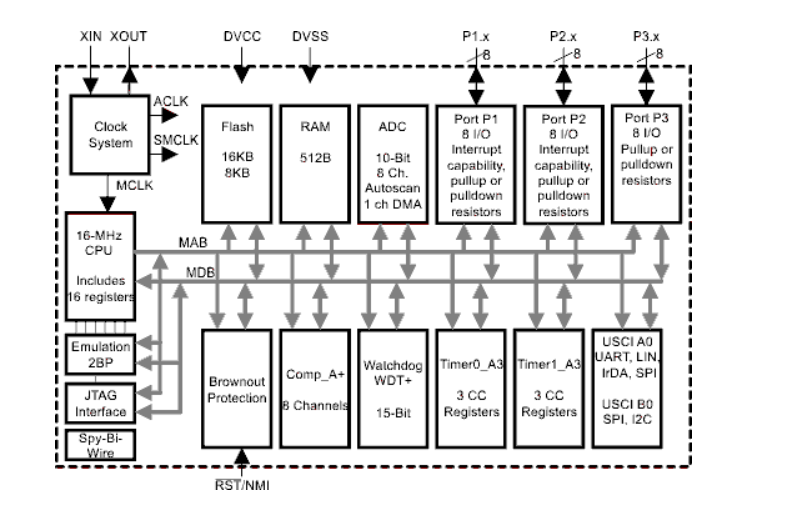 XIN XOUT DVCC DVSS P1.x P2.x P3.x
8 8 8
Clock
System
ACLK
SMCLK
MCLK
Flash
16KB
8KB
RAM
512B
ADC
10-Bit
8 Ch.
Autoscan
1 ch DMA
Port P1
8 I/O
Interrupt
capability,
pullup or
pulldown
resistors
Port P2
8 I/O
Interrupt
capability,
pullup or
pulldown
resistors
Port P3
8 I/O
Pullup or
pulldown
resistors
16-MHz
CPU
Includes
16 registers
MAB
MDB
Emulation
2BP
JTAG
Interface
Spy-Bi-
Wire
Brownout
Protection
Comp_A+
8 Channels
Watchdog
WDT+
15-Bit
Timer0_A3
3 CC
Registers
Timer1_A3
3 CC
Registers
USCI A0
UART, LIN,
IrDA, SPI
USCI B0
SPI, I2C
RST/NMI